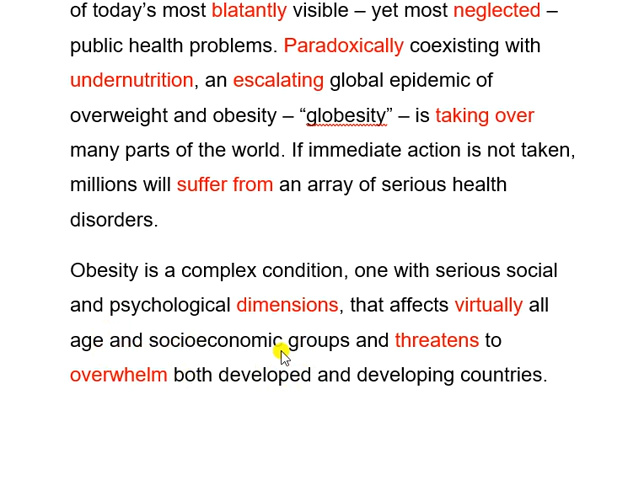 of today’s most blatantly visible – yet most neglected –
public health problems. Paradoxically coexisting with
undernutrition, an escalating global epidemic of
overweight and obesity – “globesity” – is taking over
many parts of the world. If immediate action is not taken,
millions will suffer from an array of serious health
disorders.
Obesity is a complex condition, one with serious social
and psychological dimensions, that affects virtually all
age and socioeconomic groups and threatens to
overwhelm both developed and developing countries.